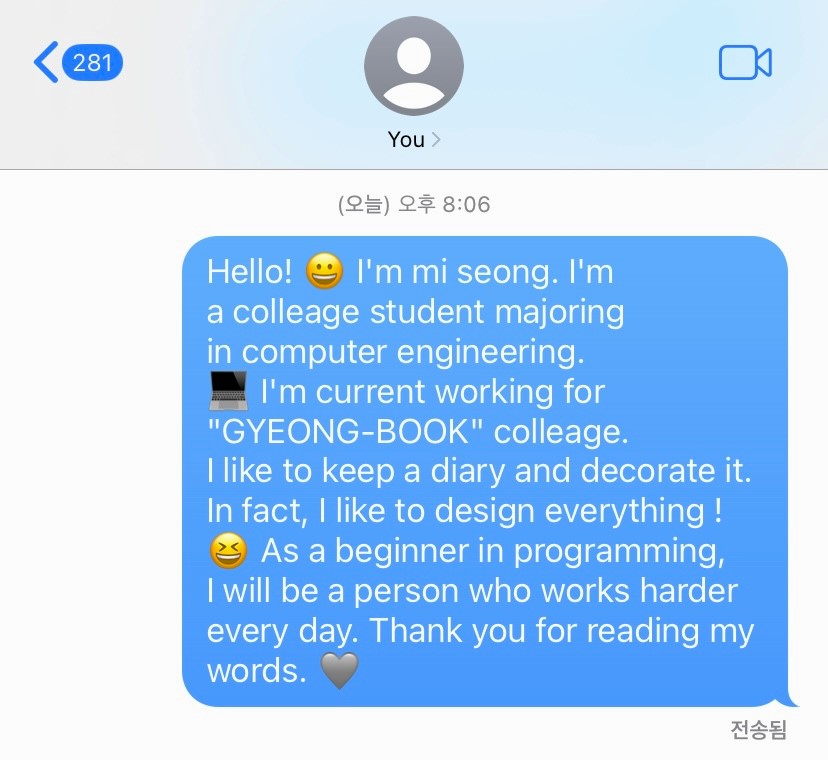 281
You
(오늘) 오후 8:06
Hello! 😀 I'm mi seong. I'm
a colleage student majoring
in computer engineering.
💻 I'm current working for
"GYEONG-BOOK" colleage.
I like to keep a diary and decorate it.
In fact, I like to design everything !
😆 As a beginner in programming,
I will be a person who works harder
every day. Thank you for reading my
words. 🩶
전송됨